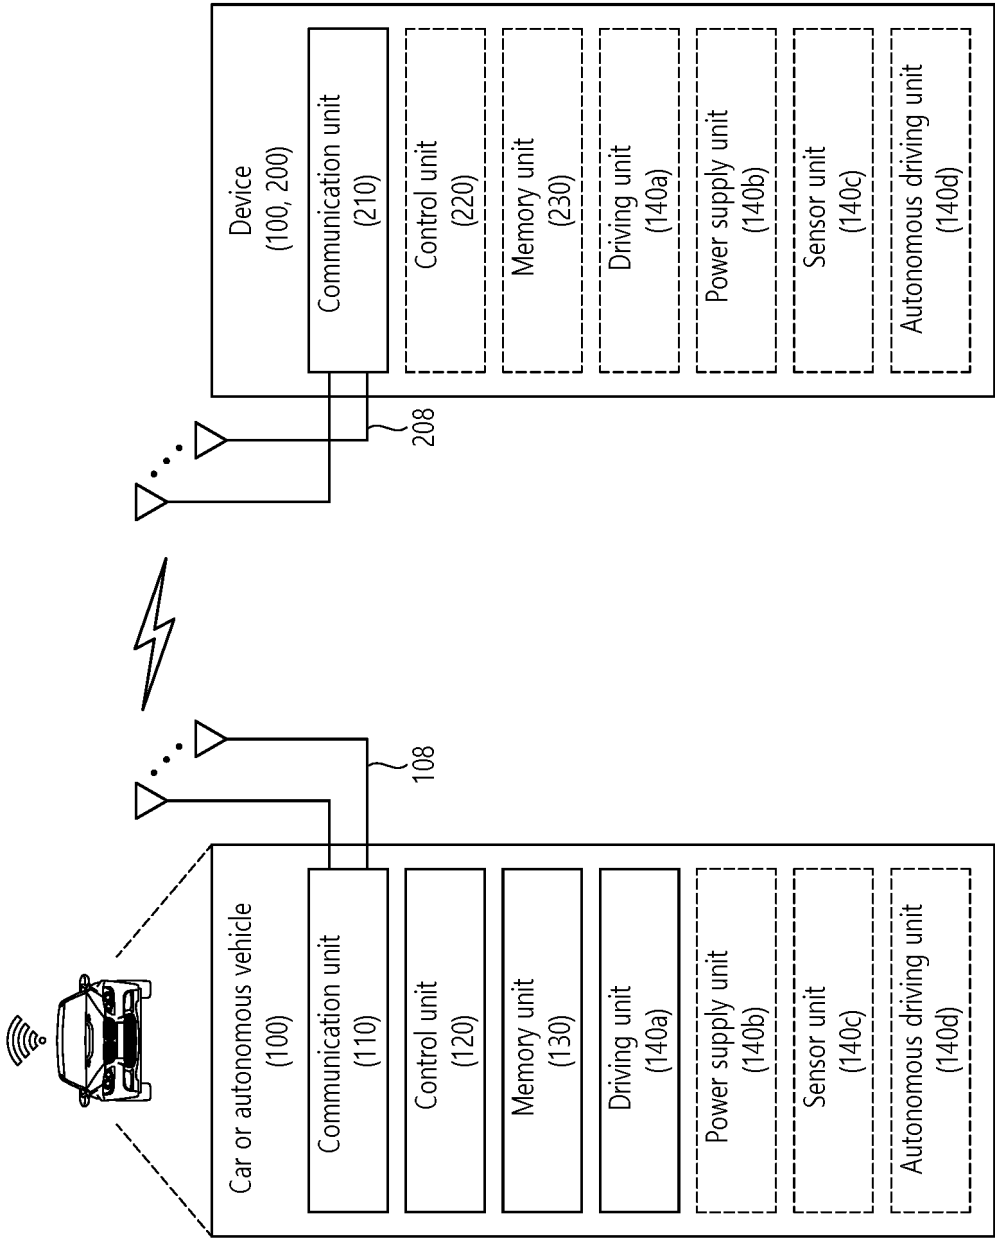 Car or autonomous vehicle
(100)
Communication unit
(110)
Control unit
(120)
Memory unit
(130)
Driving unit
(140a)
Power supply unit
(140b)
Sensor unit
(140c)
Autonomous driving unit
(140d)
108
208
Device
(100, 200)
Communication unit
(210)
Control unit
(220)
Memory unit
(230)
Driving unit
(140a)
Power supply unit
(140b)
Sensor unit
(140c)
Autonomous driving unit
(140d)